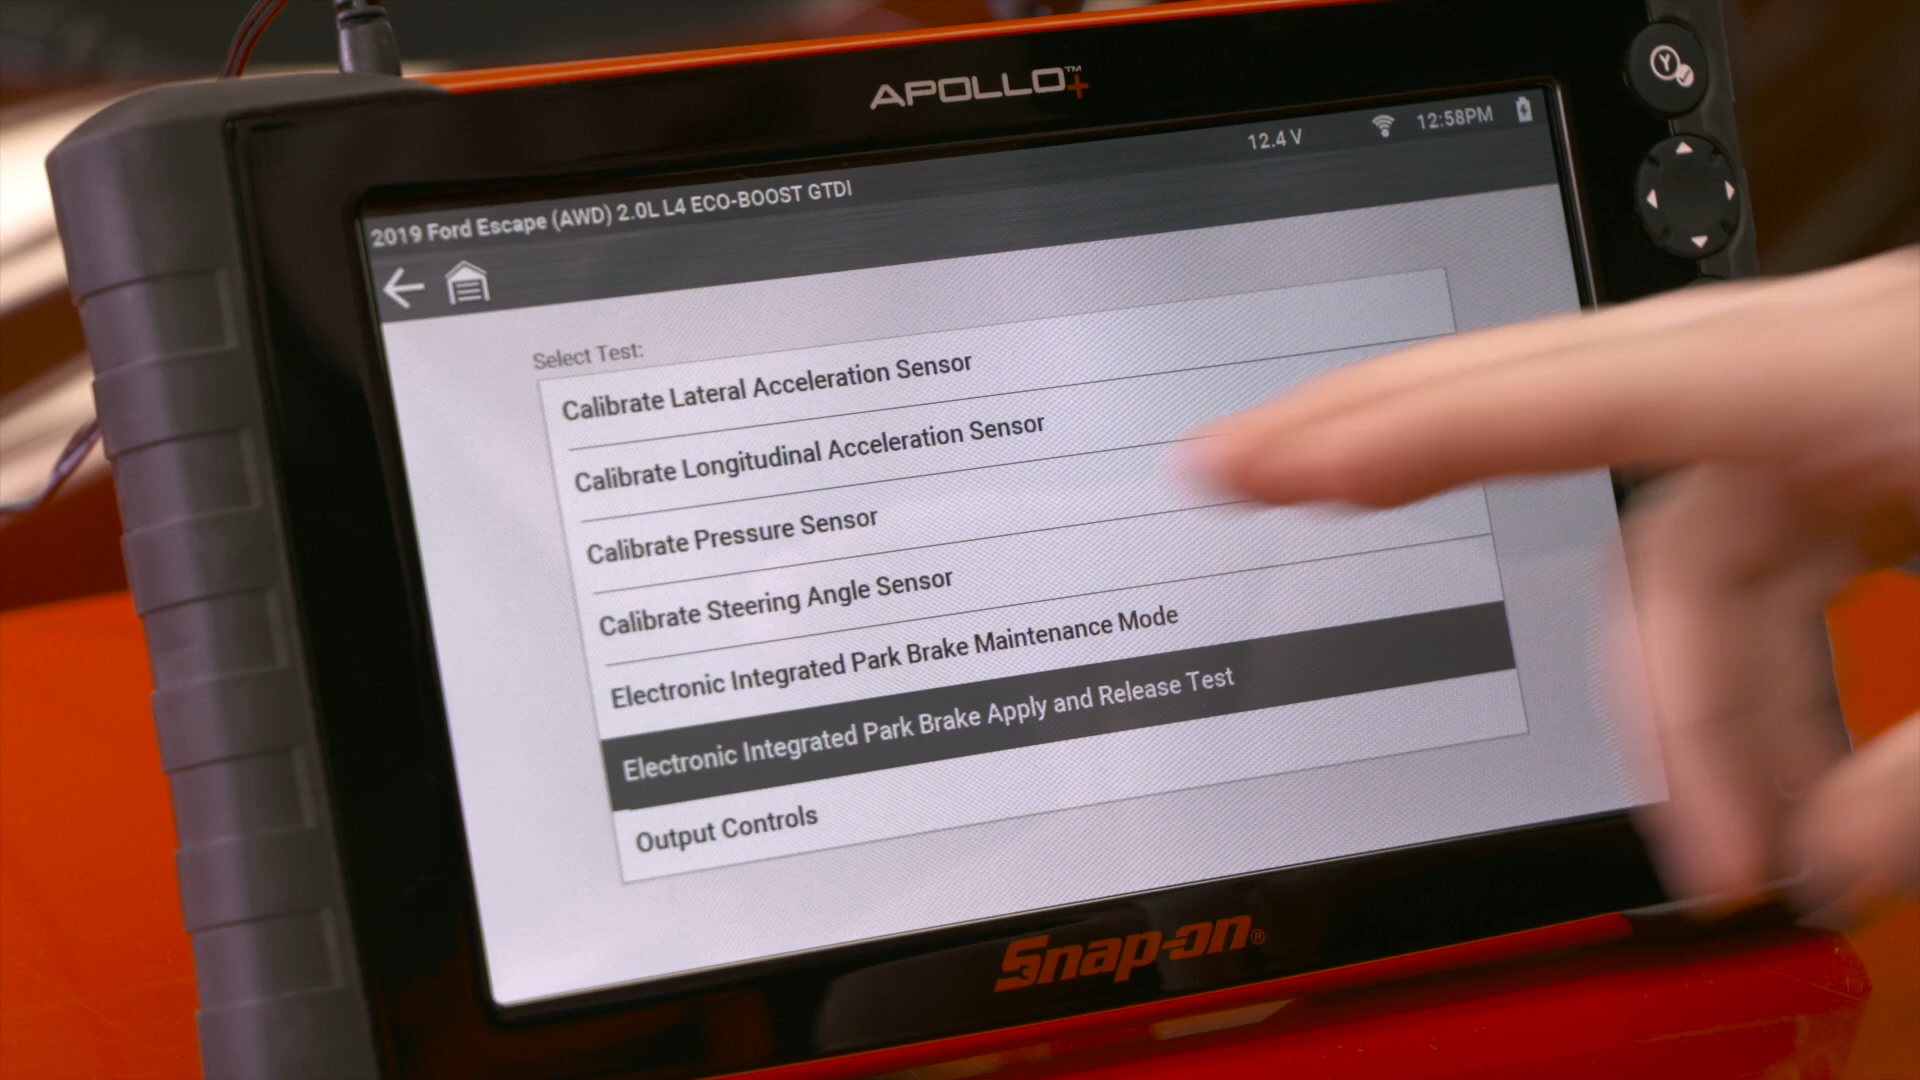 APOLLO+™
12.4 V 12:58PM
2019 Ford Escape (AWD) 2.0L L4 ECO-BOOST GTDI
Select Test:
Calibrate Lateral Acceleration Sensor
Calibrate Longitudinal Acceleration Sensor
Calibrate Pressure Sensor
Calibrate Steering Angle Sensor
Electronic Integrated Park Brake Maintenance Mode
Electronic Integrated Park Brake Apply and Release Test
Output Controls
Snap-on®
Y